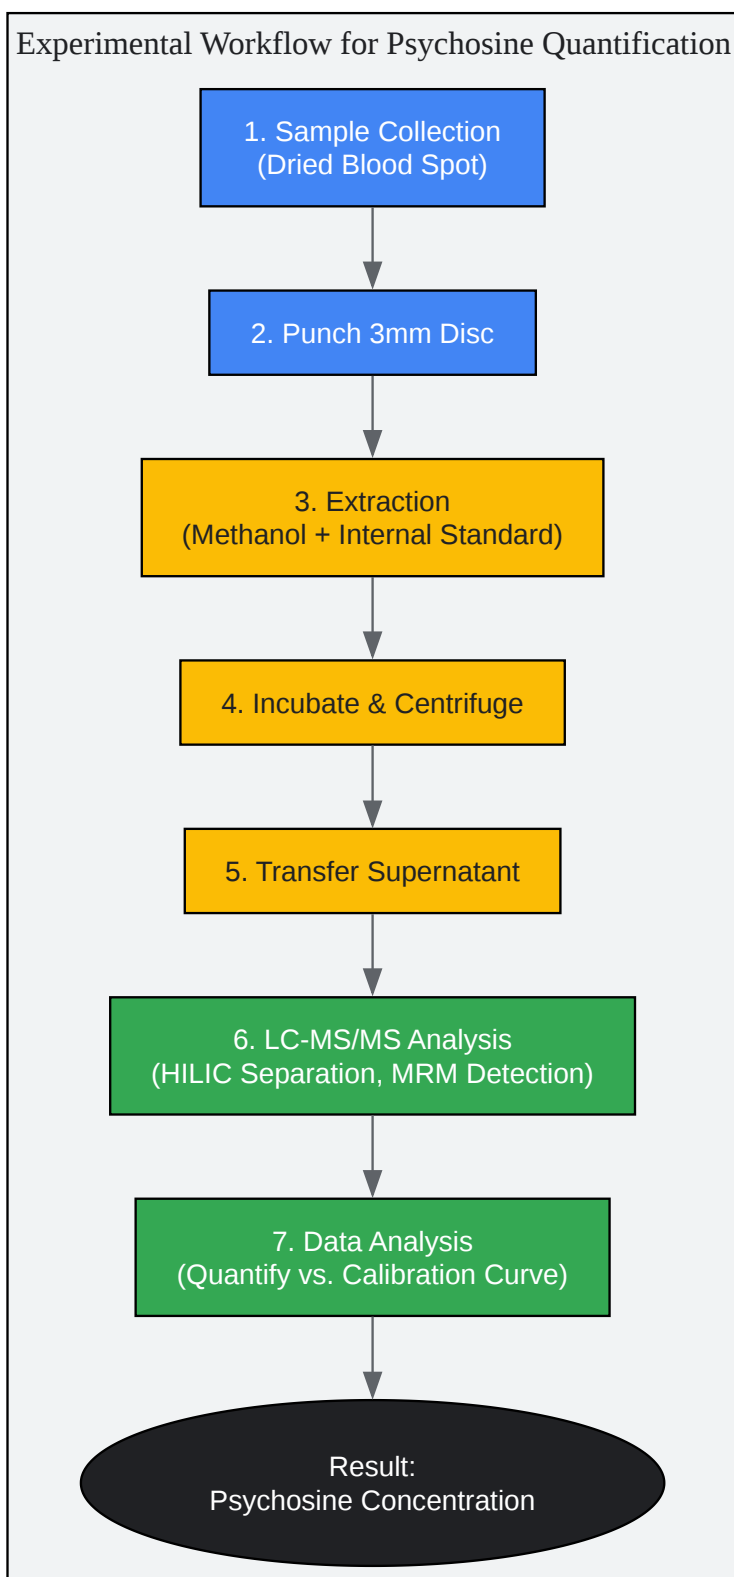 Experimental Workflow for Psychosine Quantification
1. Sample Collection
(Dried Blood Spot)
2. Punch 3mm Disc
3. Extraction
(Methanol + Internal Standard)
4. Incubate & Centrifuge
5. Transfer Supernatant
6. LC-MS/MS Analysis
(HILIC Separation, MRM Detection)
7. Data Analysis
(Quantify vs. Calibration Curve)
Result:
Psychosine Concentration